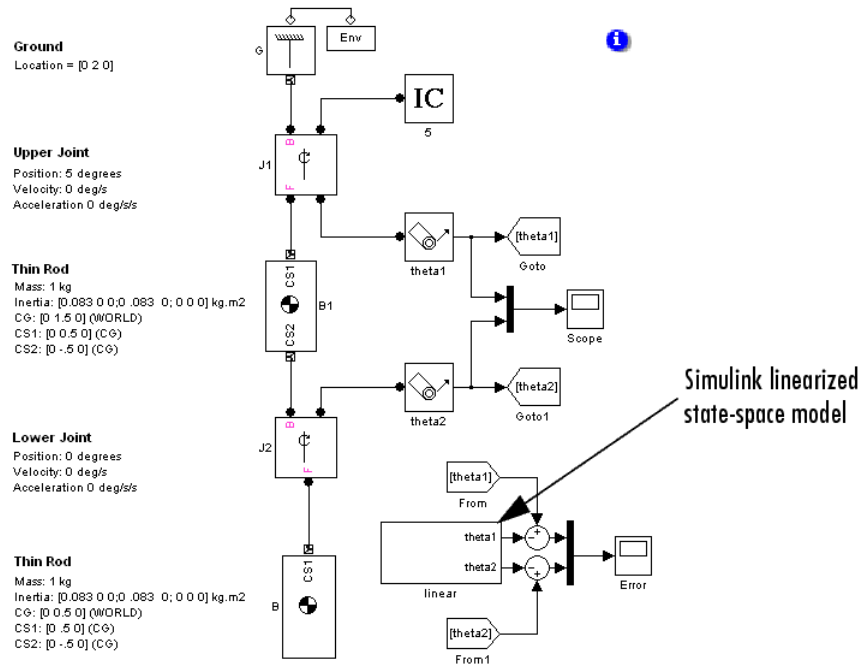 Ground
Location = [0 2 0]
G
Env
i
IC
5
Upper Joint
Position: 5 degrees
Velocity: 0 deg/s
Acceleration 0 deg/s/s
J1
B
F
theta1
[theta1]
Goto
Thin Rod
Mass: 1 kg
Inertia: [0.083 0 0;0 .083 0; 0 0 0] kg.m2
CG: [0 1.5 0] (WORLD)
CS1: [0 0.5 0] (CG)
CS2: [0 -.5 0] (CG)
CS1
CS2
B1
Scope
theta2
[theta2]
Goto1
Simulink linearized
state-space model
Lower Joint
Position: 0 degrees
Velocity: 0 deg/s
Acceleration 0 deg/s/s
J2
B
F
[theta1]
From
theta1
theta2
linear
- +
- +
Error
[theta2]
From1
Thin Rod
Mass: 1 kg
Inertia: [0.083 0 0;0 .083 0; 0 0 0] kg.m2
CG: [0 0.5 0] (WORLD)
CS1: [0 .5 0] (CG)
CS2: [0 -.5 0] (CG)
CS1
B